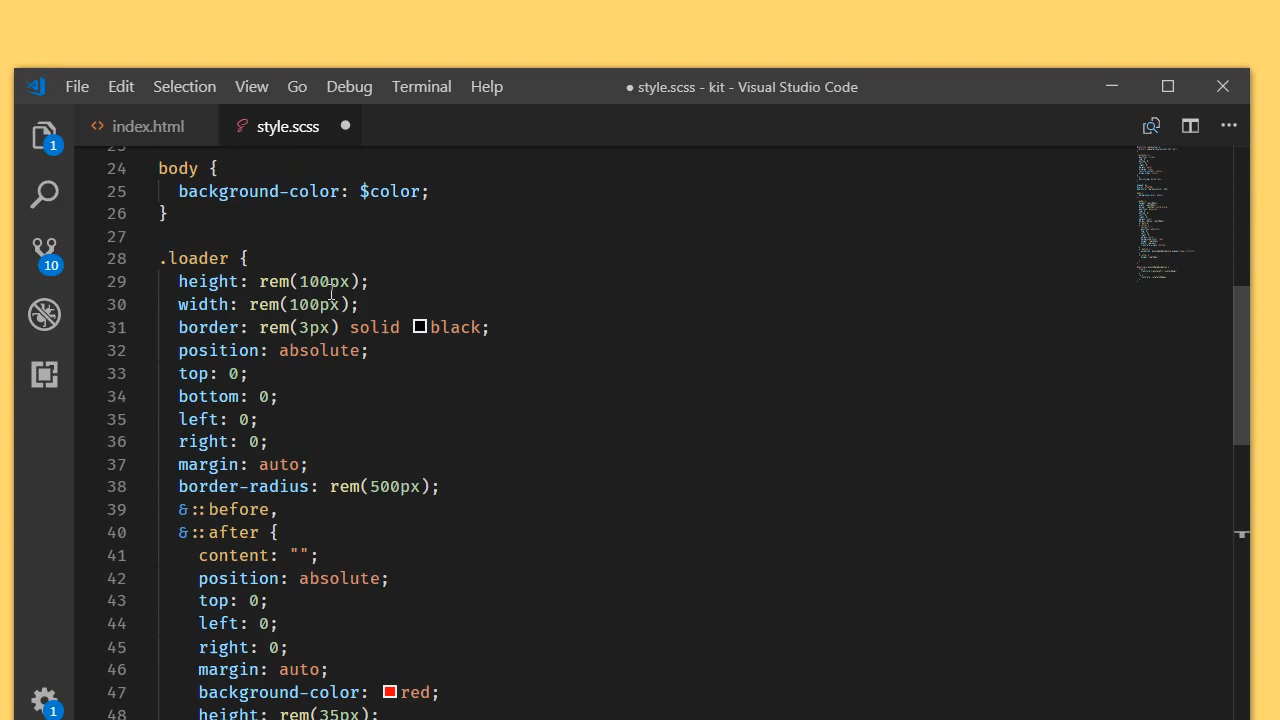 File Edit Selection View Go Debug Terminal Help ● style.scss - kit - Visual Studio Code
index.html style.scss
1
10
1
23
24 body {
25 background-color: $color;
26 }
27
28 .loader {
29 height: rem(100px);
30 width: rem(100px);
31 border: rem(3px) solid black;
32 position: absolute;
33 top: 0;
34 bottom: 0;
35 left: 0;
36 right: 0;
37 margin: auto;
38 border-radius: rem(500px);
39 &::before,
40 &::after {
41 content: "";
42 position: absolute;
43 top: 0;
44 left: 0;
45 right: 0;
46 margin: auto;
47 background-color: red;
48 height: rem(35px);